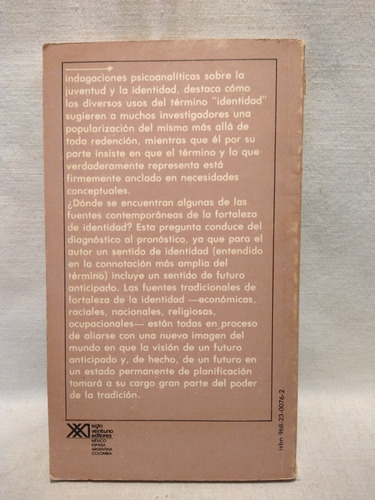 indagaciones psicoanalíticas sobre la
juventud y la identidad, destaca cómo
los diversos usos del término "identidad"
sugieren a muchos investigadores una
popularización del mismo más allá de
toda redención, mientras que él por su
parte insiste en que el término y lo que
verdaderamente representa está
firmemente anclado en necesidades
conceptuales.
¿Dónde se encuentran algunas de las
fuentes contemporáneas de la fortaleza
de identidad? Esta pregunta conduce del
diagnóstico al pronóstico, ya que para el
autor un sentido de identidad (entendido
en la connotación más amplia del
término) incluye un sentido de futuro
anticipado. Las fuentes tradicionales de
fortaleza de la identidad —económicas,
raciales, nacionales, religiosas,
ocupacionales— están todas en proceso
de aliarse con una nueva imagen del
mundo en que la visión de un futuro
anticipado y, de hecho, de un futuro en
un estado permanente de planificación
tomará a su cargo gran parte del poder
de la tradición.
siglo
veintiuno
editores
MÉXICO
ESPAÑA
ARGENTINA
COLOMBIA
isbn 968-23-0076-2